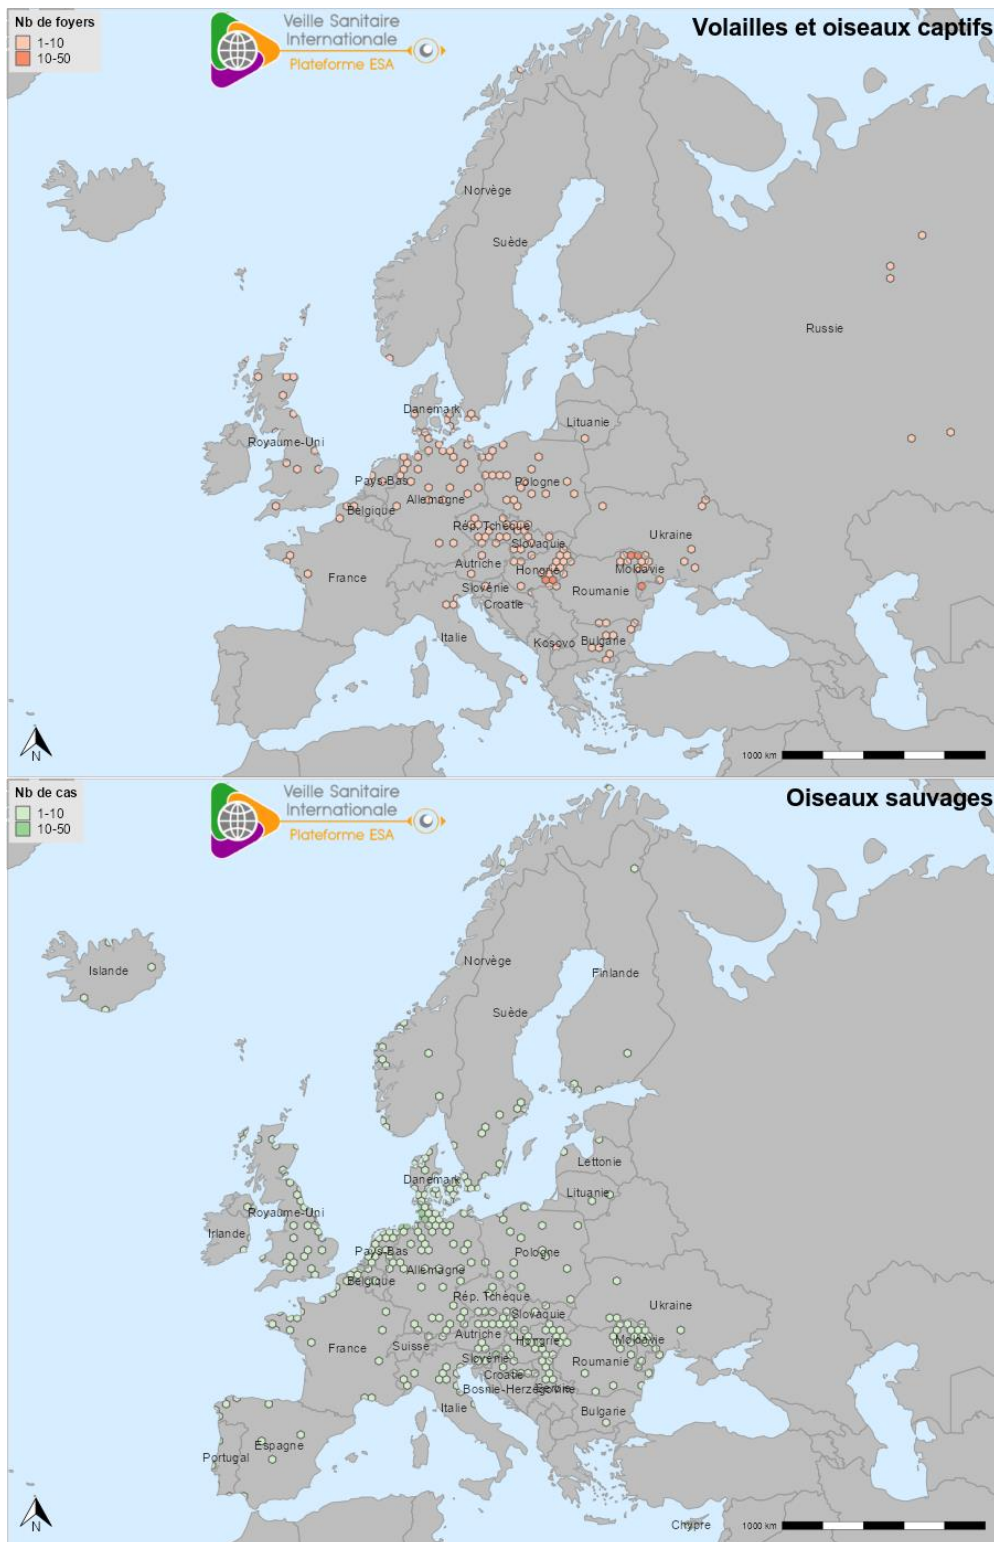 Nb de foyers
1-10
10-50
Veille Sanitaire
Internationale
Plateforme ESA
Volailles et oiseaux captifs
Norvège
Suède
Russie
Danemark
Lituanie
Royaume-Uni
Pays-Bas
Pologne
Allemagne
Belgique
Rép. Tchèque
Ukraine
Slovaquie
Autriche
Hongrie
Moldavie
France
Slovénie
Roumanie
Croatie
Italie
Kosovo
Bulgarie
N
1000 km
Nb de cas
1-10
10-50
Veille Sanitaire
Internationale
Plateforme ESA
Oiseaux sauvages
Islande
Norvège
Finlande
Suède
Lettonie
Danemark
Lituanie
Royaume-Uni
Irlande
Pays-Bas
Pologne
Allemagne
Belgique
Rép. Tchèque
Ukraine
Slovaquie
Autriche
Hongrie
Moldavie
France
Suisse
Slovénie
Roumanie
Croatie
Bosnie-Herzégovine
Italie
Bulgarie
Espagne
Portugal
Chypre
N
1000 km